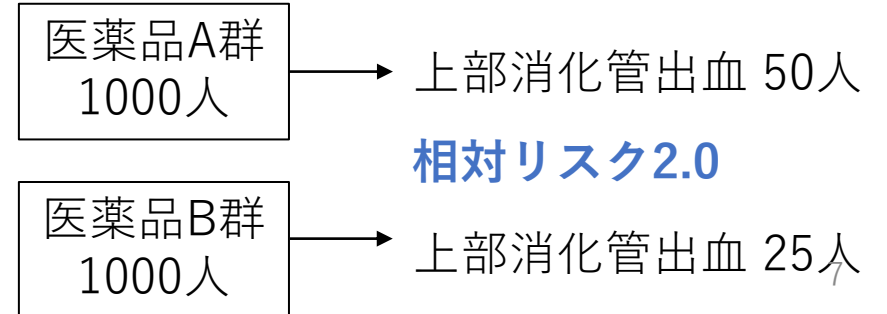 医薬品A群
1000人
上部消化管出血 50人
相対リスク2.0
医薬品B群
1000人
上部消化管出血 25人
7